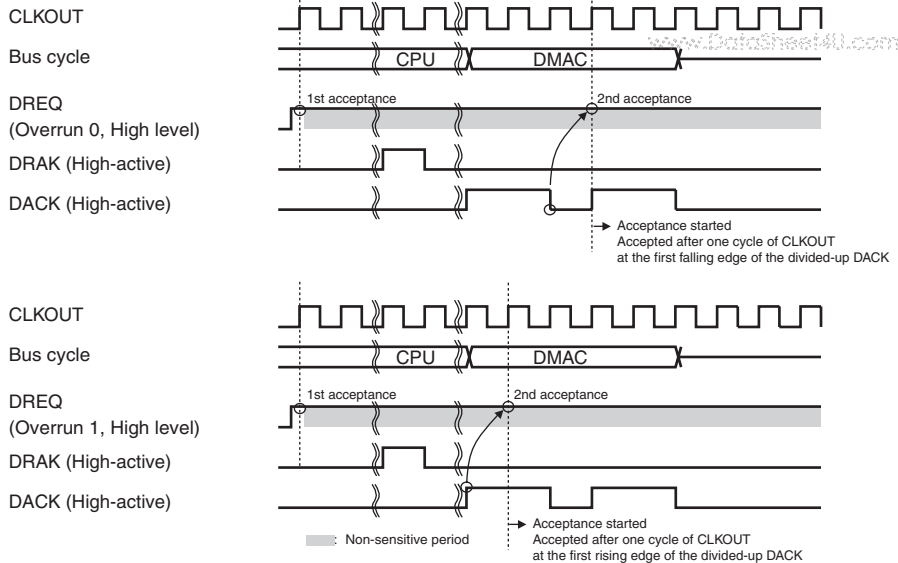 CLKOUT
www.DataSheet4U.com
Bus cycle
CPU
DMAC
DREQ
(Overrun 0, High level)
1st acceptance
2nd acceptance
DRAK (High-active)
DACK (High-active)
Acceptance started
Accepted after one cycle of CLKOUT
at the first falling edge of the divided-up DACK
CLKOUT
Bus cycle
CPU
DMAC
DREQ
(Overrun 1, High level)
1st acceptance
2nd acceptance
DRAK (High-active)
DACK (High-active)
: Non-sensitive period
Acceptance started
Accepted after one cycle of CLKOUT
at the first rising edge of the divided-up DACK